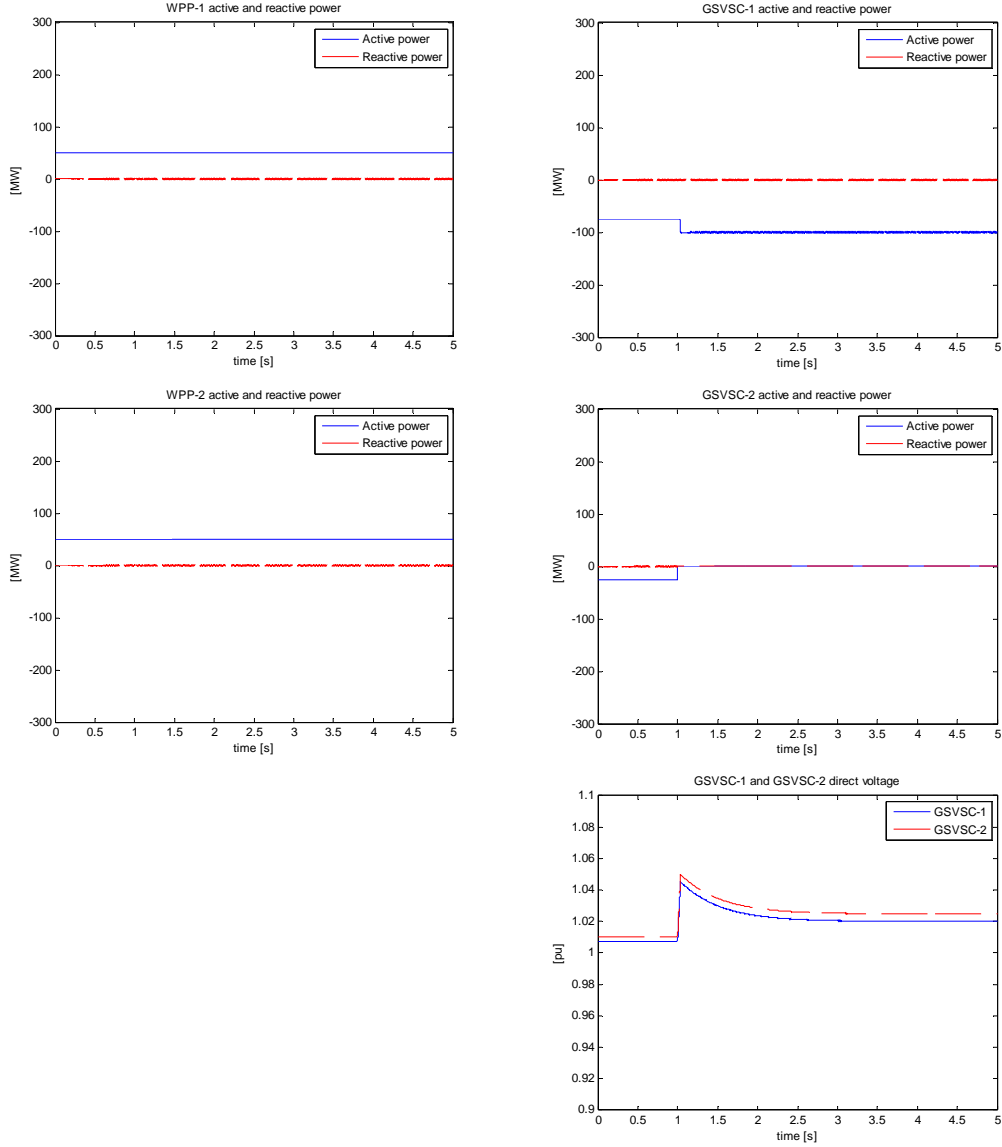 WPP-1 active and reactive power
300
200
100
0
-100
-200
-300
[MW]
Active power
Reactive power
0 0.5 1 1.5 2 2.5 3 3.5 4 4.5 5
time [s]
GSVSC-1 active and reactive power
300
200
100
0
-100
-200
-300
[MW]
Active power
Reactive power
0 0.5 1 1.5 2 2.5 3 3.5 4 4.5 5
time [s]
WPP-2 active and reactive power
300
200
100
0
-100
-200
-300
[MW]
Active power
Reactive power
0 0.5 1 1.5 2 2.5 3 3.5 4 4.5 5
time [s]
GSVSC-2 active and reactive power
300
200
100
0
-100
-200
-300
[MW]
Active power
Reactive power
0 0.5 1 1.5 2 2.5 3 3.5 4 4.5 5
time [s]
GSVSC-1 and GSVSC-2 direct voltage
1.1
1.08
1.06
1.04
1.02
1
0.98
0.96
0.94
0.92
0.9
[pu]
GSVSC-1
GSVSC-2
0 0.5 1 1.5 2 2.5 3 3.5 4 4.5 5
time [s]